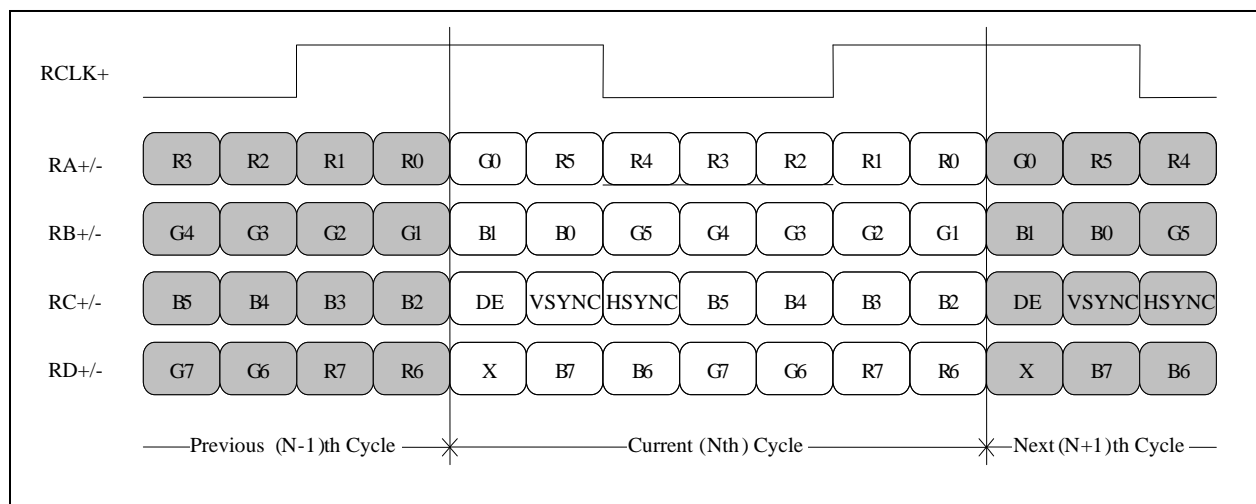 RCLK+
RA+/- R3 R2 R1 R0 G0 R5 R4 R3 R2 R1 R0 G0 R5 R4
RB+/- G4 G3 G2 G1 B1 B0 G5 G4 G3 G2 G1 B1 B0 G5
RC+/- B5 B4 B3 B2 DE VSYNC HSYNC B5 B4 B3 B2 DE VSYNC HSYNC
RD+/- G7 G6 R7 R6 X B7 B6 G7 G6 R7 R6 X B7 B6
Previous (N-1)th Cycle Current (Nth) Cycle Next (N+1)th Cycle